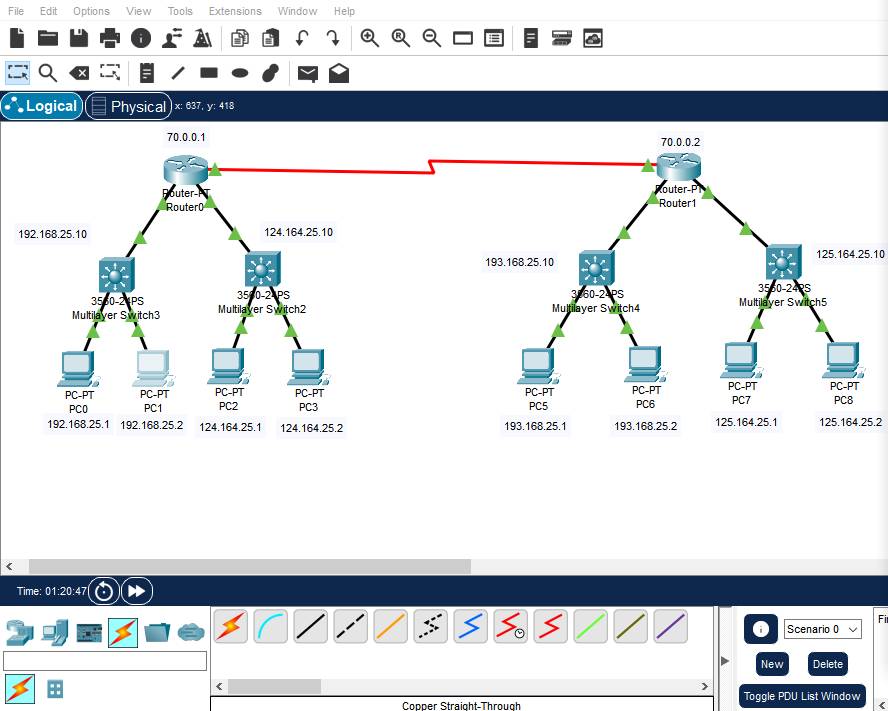 File Edit Options View Tools Extensions Window Help
Logical Physical x: 637, y: 418
70.0.0.1
70.0.0.2
Router-PT
Router0
Router-PT
Router1
192.168.25.10
124.164.25.10
193.168.25.10
125.164.25.10
3560-24PS
Multilayer Switch3
3560-24PS
Multilayer Switch2
3560-24PS
Multilayer Switch4
3560-24PS
Multilayer Switch5
PC-PT
PC0
PC-PT
PC1
PC-PT
PC2
PC-PT
PC3
PC-PT
PC5
PC-PT
PC6
PC-PT
PC7
PC-PT
PC8
192.168.25.1
192.168.25.2
124.164.25.1
124.164.25.2
193.168.25.1
193.168.25.2
125.164.25.1
125.164.25.2
Time: 01:20:47
Scenario 0
New Delete
Toggle PDU List Window
Copper Straight-Through